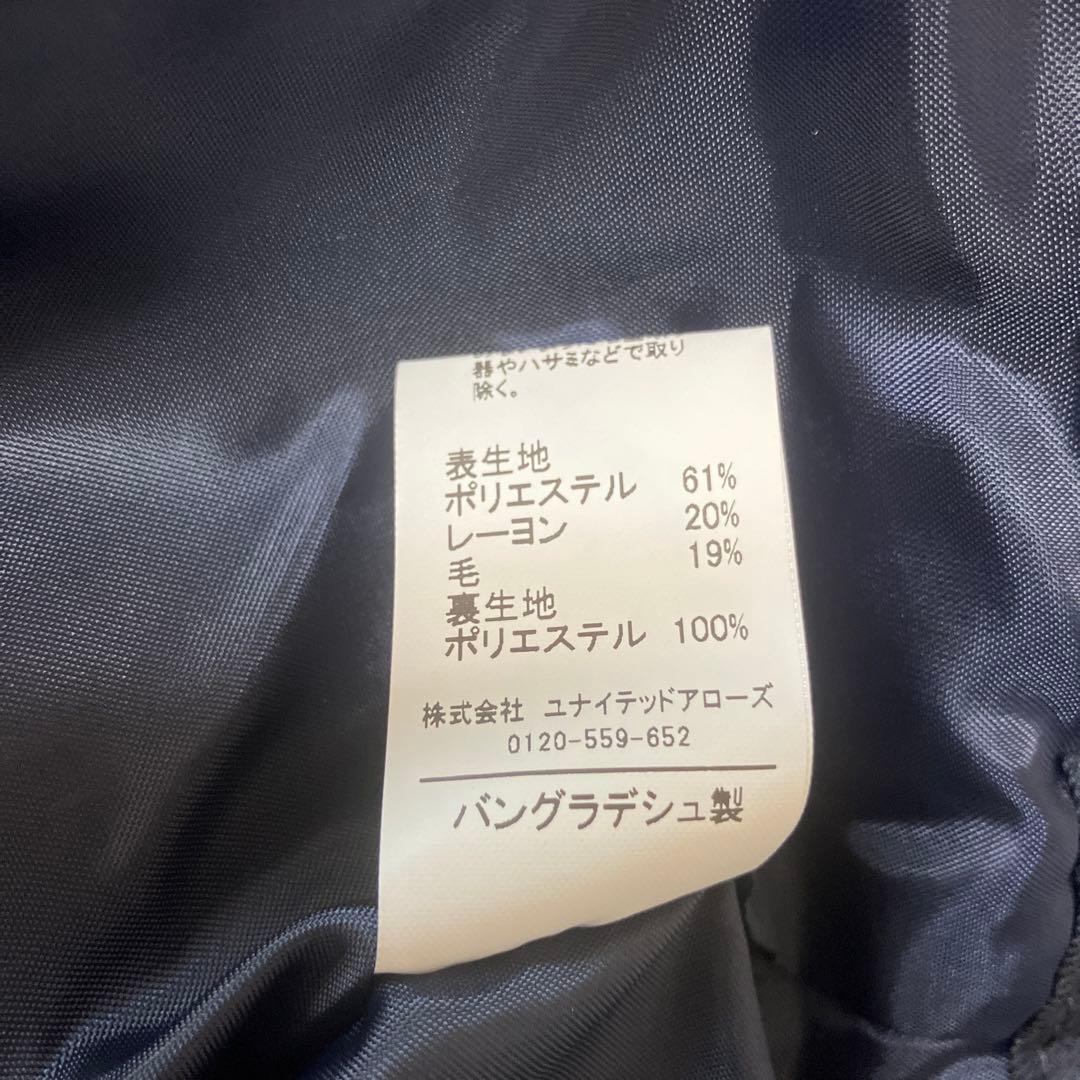 器やハサミなどで取り
除く。
表生地
ポリエステル 61%
レーヨン 20%
毛 19%
裏生地
ポリエステル 100%
株式会社 ユナイテッドアローズ
0120-559-652
バングラデシュ製